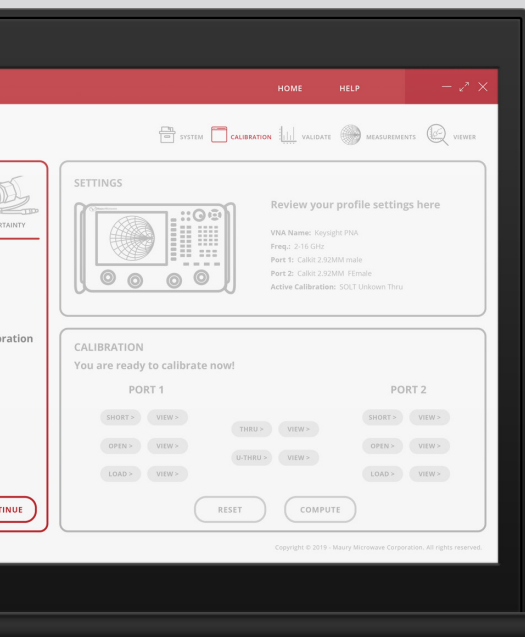 HOME HELP
SYSTEM CALIBRATION VALIDATE MEASUREMENTS VIEWER
RTAINTY
SETTINGS
Review your profile settings here
VNA Name: Keysight PNA
Freq.: 2-16 GHz
Port 1: Calkit 2.92MM male
Port 2: Calkit 2.92MM FEmale
Active Calibration: SOLT Unkown Thru
bration
CALIBRATION
You are ready to calibrate now!
PORT 1 PORT 2
SHORT > VIEW > SHORT > VIEW >
THRU > VIEW >
OPEN > VIEW > OPEN > VIEW >
U-THRU > VIEW >
LOAD > VIEW > LOAD > VIEW >
TINUE RESET COMPUTE
Copyright © 2019 - Maury Microwave Corporation, All rights reserved.